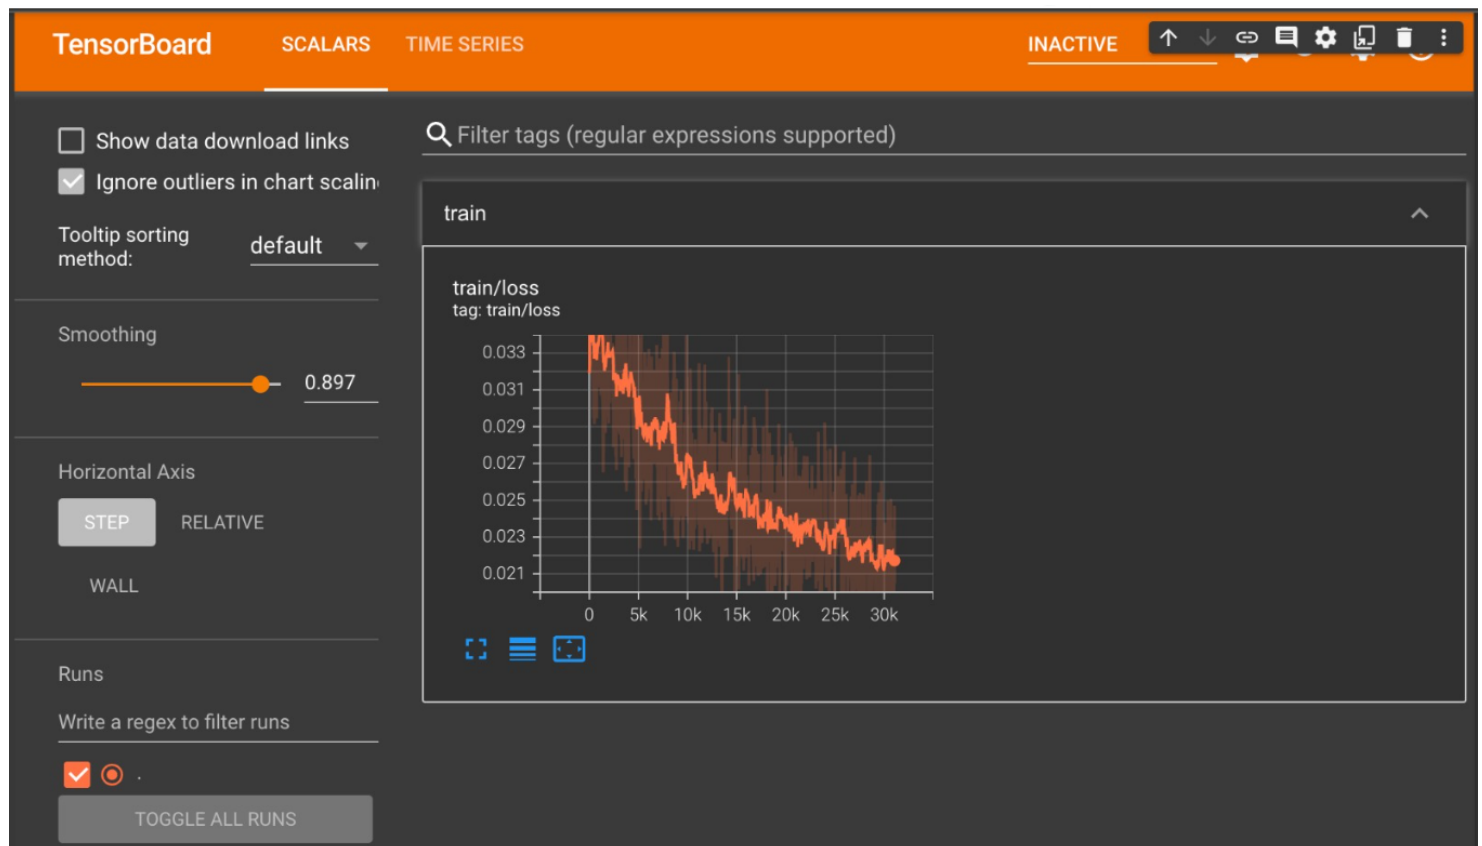 TensorBoard SCALARS TIME SERIES INACTIVE
Show data download links
Ignore outliers in chart scalin
Tooltip sorting
method:
default
Smoothing
0.897
Horizontal Axis
STEP RELATIVE
WALL
Runs
Write a regex to filter runs
.
TOGGLE ALL RUNS
Filter tags (regular expressions supported)
train
train/loss
tag: train/loss
0.033
0.031
0.029
0.027
0.025
0.023
0.021
0 5k 10k 15k 20k 25k 30k